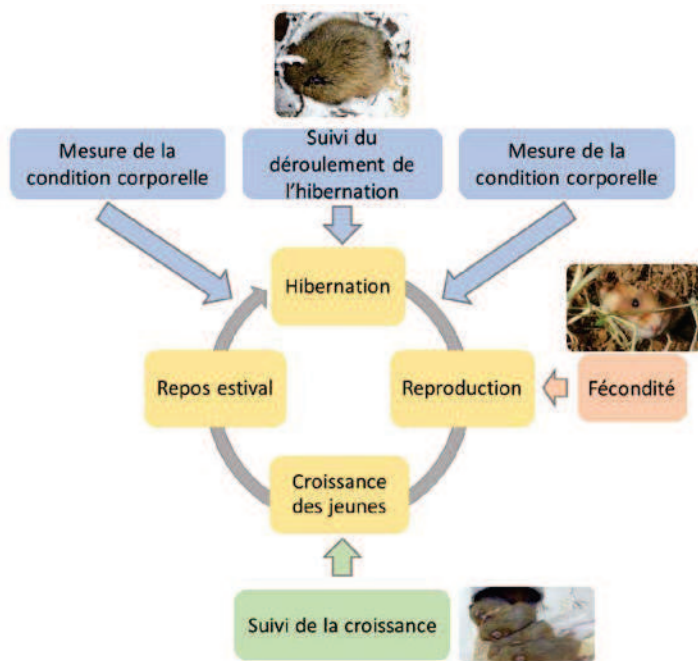 Mesure de la
condition corporelle
Suivi du
déroulement de
l'hibernation
Mesure de la
condition corporelle
Hibernation
Repos estival
Reproduction
Fécondité
Croissance
des jeunes
Suivi de la croissance